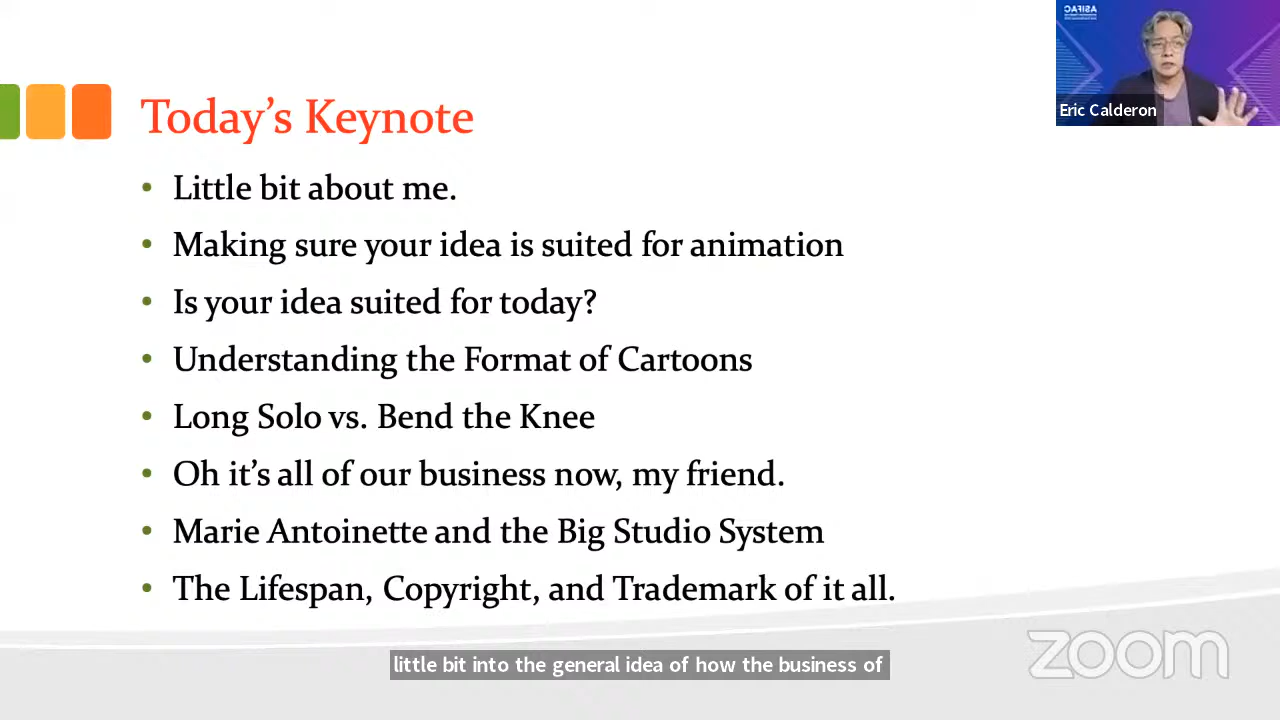 ASIFAC
Eric Calderon
Today's Keynote
• Little bit about me.
• Making sure your idea is suited for animation
• Is your idea suited for today?
• Understanding the Format of Cartoons
• Long Solo vs. Bend the Knee
• Oh it's all of our business now, my friend.
• Marie Antoinette and the Big Studio System
• The Lifespan, Copyright, and Trademark of it all.
little bit into the general idea of how the business of
zoom